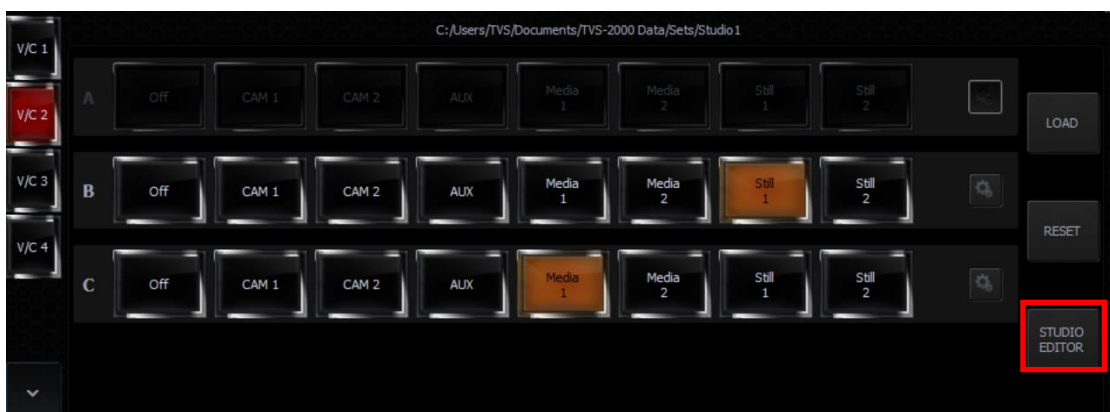 C:/Users/TVS/Documents/TVS-2000 Data/Sets/Studio1
V/C 1
V/C 2
V/C 3
V/C 4
A
Off
CAM 1
CAM 2
AUX
Media
1
Media
2
Still
1
Still
2
B
Off
CAM 1
CAM 2
AUX
Media
1
Media
2
Still
1
Still
2
C
Off
CAM 1
CAM 2
AUX
Media
1
Media
2
Still
1
Still
2
LOAD
RESET
STUDIO
EDITOR